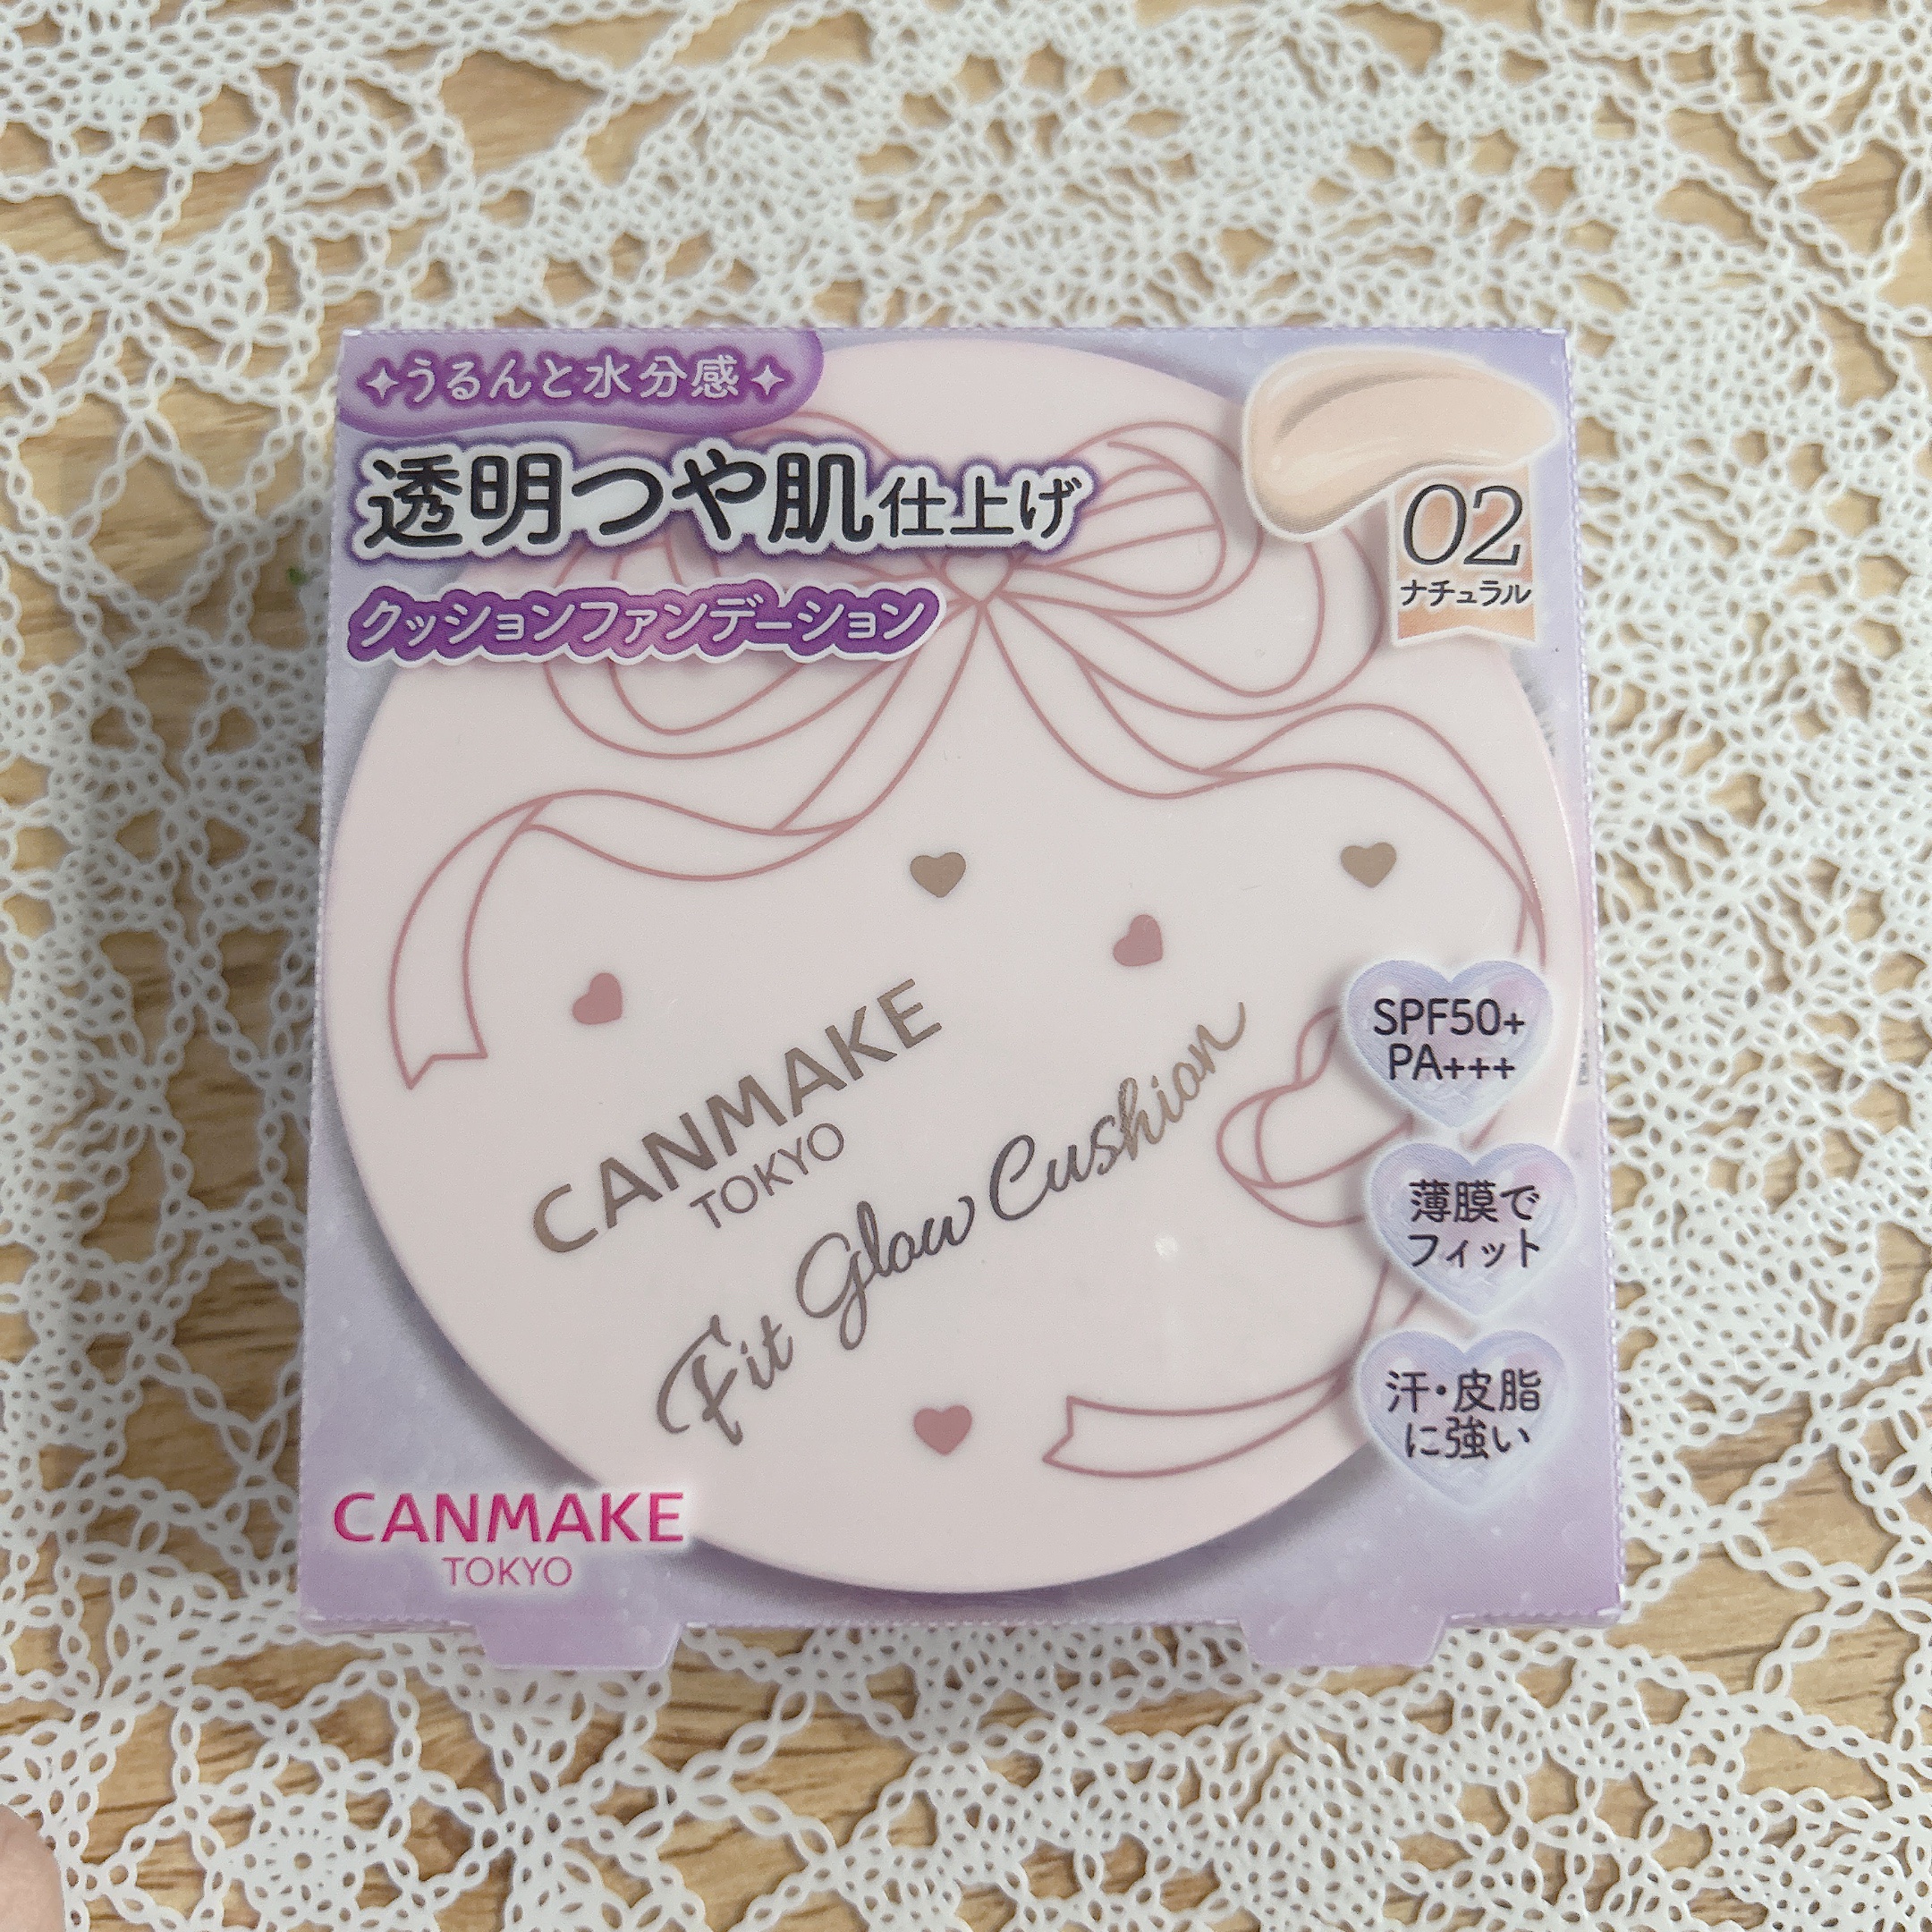 うるんと水分感
透明つや肌仕上げ
クッションファンデーション
02
ナチュラル
CANMAKE
TOKYO
Fit Glow Cushion
SPF50+
PA+++
薄膜で
フィット
汗・皮脂
に強い
CANMAKE
TOKYO